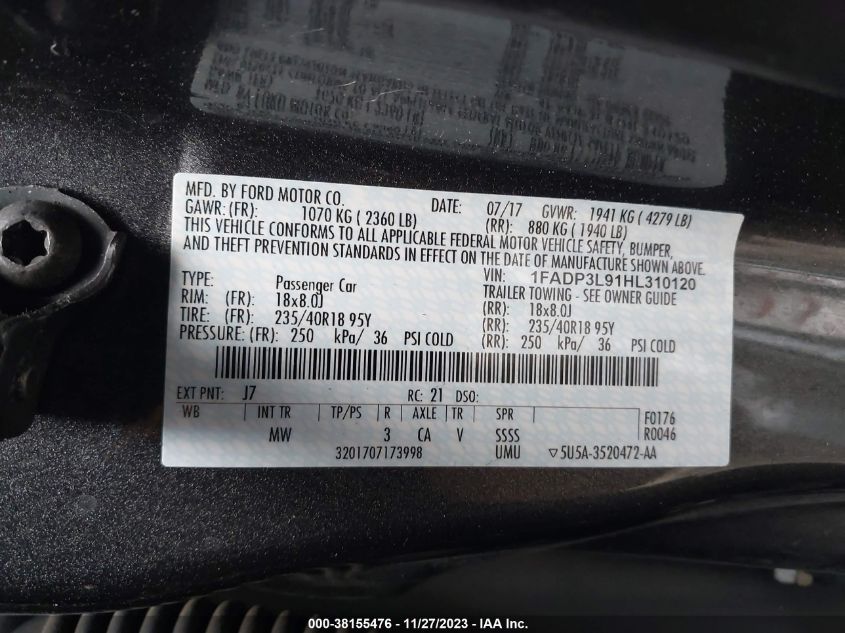 MFD. BY FORD MOTOR CO. DATE: 07/17 GVWR: 1941 KG ( 4279 LB)
GAWR: (FR): 1070 KG ( 2360 LB) (RR): 880 KG ( 1940 LB)
THIS VEHICLE CONFORMS TO ALL APPLICABLE FEDERAL MOTOR VEHICLE SAFETY, BUMPER,
AND THEFT PREVENTION STANDARDS IN EFFECT ON THE DATE OF MANUFACTURE SHOWN ABOVE.
VIN: 1FADP3L91HL310120
TYPE: Passenger Car TRAILER TOWING - SEE OWNER GUIDE
RIM: (FR): 18x8.0J (RR): 18x8.0J
TIRE: (FR): 235/40R18 95Y (RR): 235/40R18 95Y
PRESSURE: (FR): 250 kPa/ 36 PSI COLD (RR): 250 kPa/ 36 PSI COLD
EXT PNT: J7 RC: 21 DSO:
WB INT TR TP/PS R AXLE TR SPR F0176
MW 3 CA V SSSS R0046
3201707173998 UMU ▽5U5A-3520472-AA
000-38155476 - 11/27/2023 - IAA Inc.